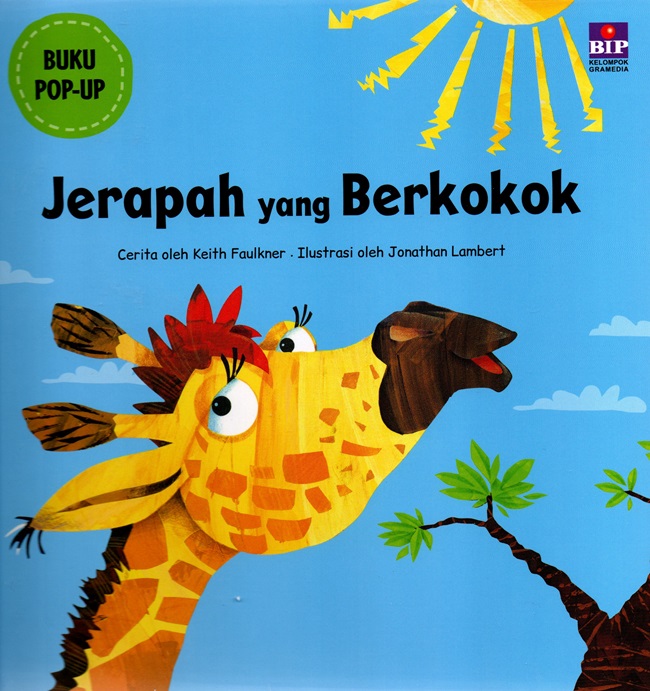 BUKU
POP-UP
BIP
KELOMPOK
GRAMEDIA
Jerapah yang Berkokok
Cerita oleh Keith Faulkner . Ilustrasi oleh Jonathan Lambert